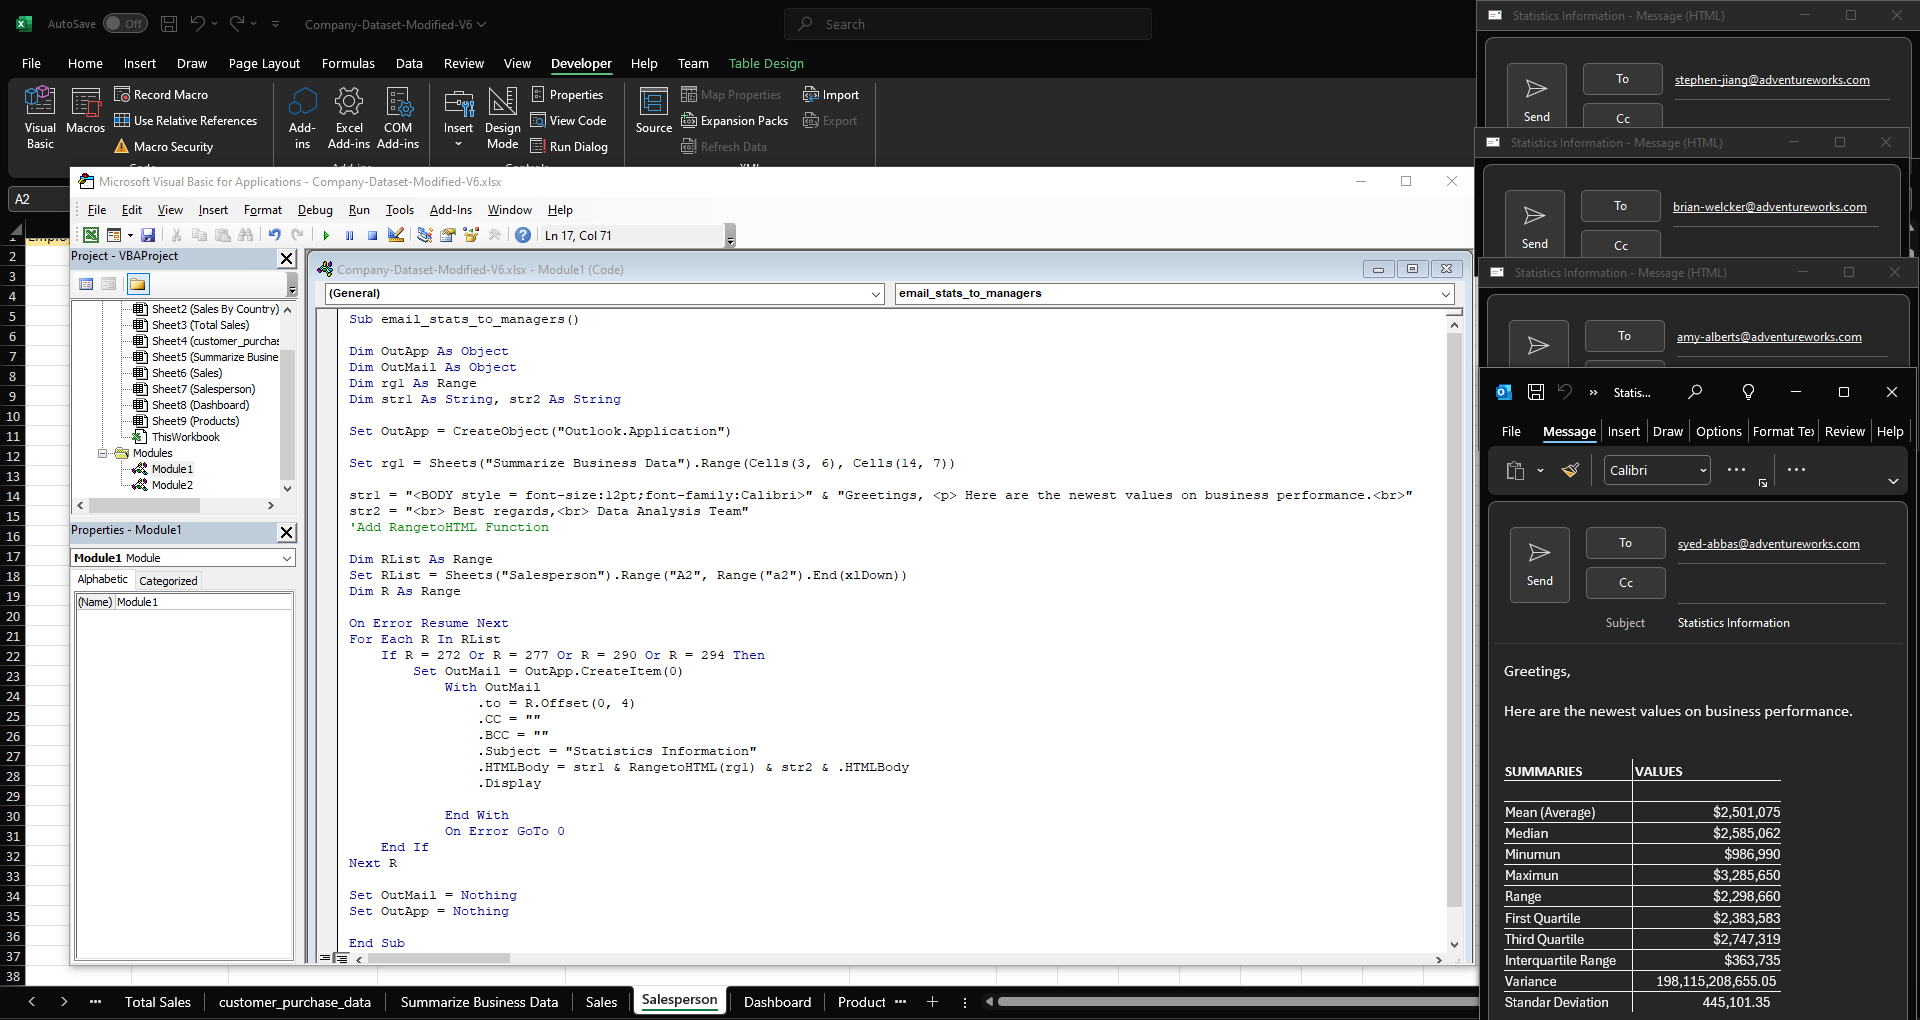 AutoSave Off Company-Dataset-Modified-V6 Search
File Home Insert Draw Page Layout Formulas Data Review View Developer Help Team Table Design
Visual Basic
Macros
Record Macro
Use Relative References
Macro Security
Add-ins
Excel Add-ins
COM Add-ins
Insert
Design Mode
Properties
View Code
Run Dialog
Source
Map Properties
Expansion Packs
Refresh Data
Import
Export
A2
Microsoft Visual Basic for Applications - Company-Dataset-Modified-V6.xlsx
File Edit View Insert Format Debug Run Tools Add-Ins Window Help
Ln 17, Col 71
Project - VBAProject
Sheet2 (Sales By Country)
Sheet3 (Total Sales)
Sheet4 (customer_purchas
Sheet5 (Summarize Busine
Sheet6 (Sales)
Sheet7 (Salesperson)
Sheet8 (Dashboard)
Sheet9 (Products)
ThisWorkbook
Modules
Module1
Module2
Properties - Module1
Module1 Module
Alphabetic Categorized
(Name) Module1
Company-Dataset-Modified-V6.xlsx - Module1 (Code)
(General) email_stats_to_managers
Sub email_stats_to_managers()
Dim OutApp As Object
Dim OutMail As Object
Dim rg1 As Range
Dim str1 As String, str2 As String
Set OutApp = CreateObject("Outlook.Application")
Set rg1 = Sheets("Summarize Business Data").Range(Cells(3, 6), Cells(14, 7))
str1 = "<BODY style = font-size:12pt;font-family:Calibri>" & "Greetings, <p> Here are the newest values on business performance.<br>"
str2 = "<br> Best regards,<br> Data Analysis Team"
'Add RangetoHTML Function
Dim RList As Range
Set RList = Sheets("Salesperson").Range("A2", Range("a2").End(xlDown))
Dim R As Range
On Error Resume Next
For Each R In RList
If R = 272 Or R = 277 Or R = 290 Or R = 294 Then
Set OutMail = OutApp.CreateItem(0)
With OutMail
.to = R.Offset(0, 4)
.CC = ""
.BCC = ""
.Subject = "Statistics Information"
.HTMLBody = str1 & RangetoHTML(rg1) & str2 & .HTMLBody
.Display
End With
On Error GoTo 0
End If
Next R
Set OutMail = Nothing
Set OutApp = Nothing
End Sub
1
2
3
4
5
6
7
8
9
10
11
12
13
14
15
16
17
18
19
20
21
22
23
24
25
26
27
28
29
30
31
32
33
34
35
36
37
38
Total Sales customer_purchase_data Summarize Business Data Sales Salesperson Dashboard Product
Statistics Information - Message (HTML)
Send To stephen-jiang@adventureworks.com
Cc
Statistics Information - Message (HTML)
Send To brian-welcker@adventureworks.com
Cc
Statistics Information - Message (HTML)
To amy-alberts@adventureworks.com
Statis...
File Message Insert Draw Options Format Te Review Help
Calibri
Send To syed-abbas@adventureworks.com
Cc
Subject Statistics Information
Greetings,
Here are the newest values on business performance.
SUMMARIES VALUES
Mean (Average) $2,501,075
Median $2,585,062
Minumun $986,990
Maximun $3,285,650
Range $2,298,660
First Quartile $2,383,583
Third Quartile $2,747,319
Interquartile Range $363,735
Variance 198,115,208,655.05
Standar Deviation 445,101.35